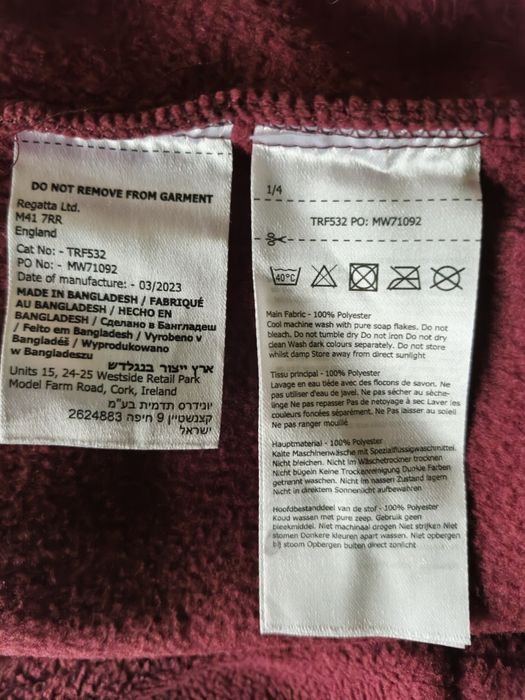 DO NOT REMOVE FROM GARMENT
Regatta Ltd.
M41 7RR
England
Cat No: - TRF532
PO No: - MW71092
Date of manufacture: - 03/2023
MADE IN BANGLADESH / FABRIQUÉ
AU BANGLADESH / HECHO EN
BANGLADESH / Сделано в Бангладеш
/ Feito em Bangladesh / Vyrobeno v
Bangladéš / Wyprodukowano
w Bangladeszu
ארץ ייצור בנגלדש
Units 15, 24-25 Westside Retail Park
Model Farm Road, Cork, Ireland
יונידרס תדמית בע"מ
קצנשטיין 9 חיפה 2624883
ישראל
1/4
TRF532 PO: MW71092
40°C
Main Fabric - 100% Polyester
Cool machine wash with pure soap flakes. Do not
bleach. Do not tumble dry Do not iron Do not dry
clean Wash dark colours separately. Do not store
whilst damp Store away from direct sunlight
Tissu principal - 100% Polyester
Lavage en eau tiède avec des flocons de savon. Ne
pas utiliser d'eau de javel. Ne pas sécher au sèche-
linge Ne pas repasser Pas de netoyage à sec Laver les
couleurs foncées séparément. Ne pas laisser au soleil
Ne pas ranger mouillé
Hauptmaterial - 100% Polyester
Kalte Maschinenwäsche mit Spezialflüssigwaschmittel.
Nicht bleichen. Nicht im Wäschetrockner trocknen
Nicht bügeln Keine Trockenreinigung Dunkle Farben
getrennt waschen. Nicht im nassen Zustand lagern
Nicht in direktem Sonnenlicht aufbewahren
Hoofdbestanddeel van de stof - 100% Polyester
Koud wassen met pure zeep. Gebruik geen
bleekmiddel. Niet machinaal drogen Niet strijken Niet
stomen Donkere kleuren apart wassen. Niet opbergen
bij stoom Opbergen buiten direct zonlicht